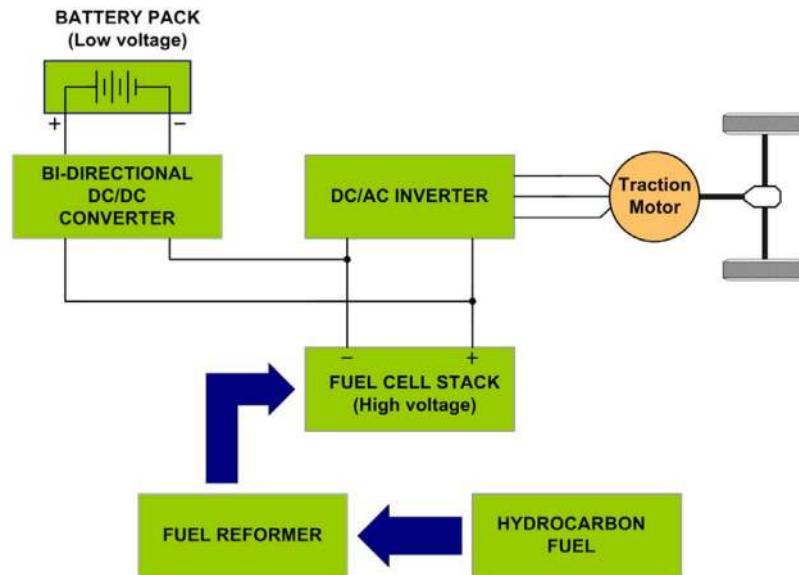 BATTERY PACK
(Low voltage)
+ −
BI-DIRECTIONAL
DC/DC
CONVERTER
DC/AC INVERTER
Traction
Motor
− +
FUEL CELL STACK
(High voltage)
FUEL REFORMER
HYDROCARBON
FUEL